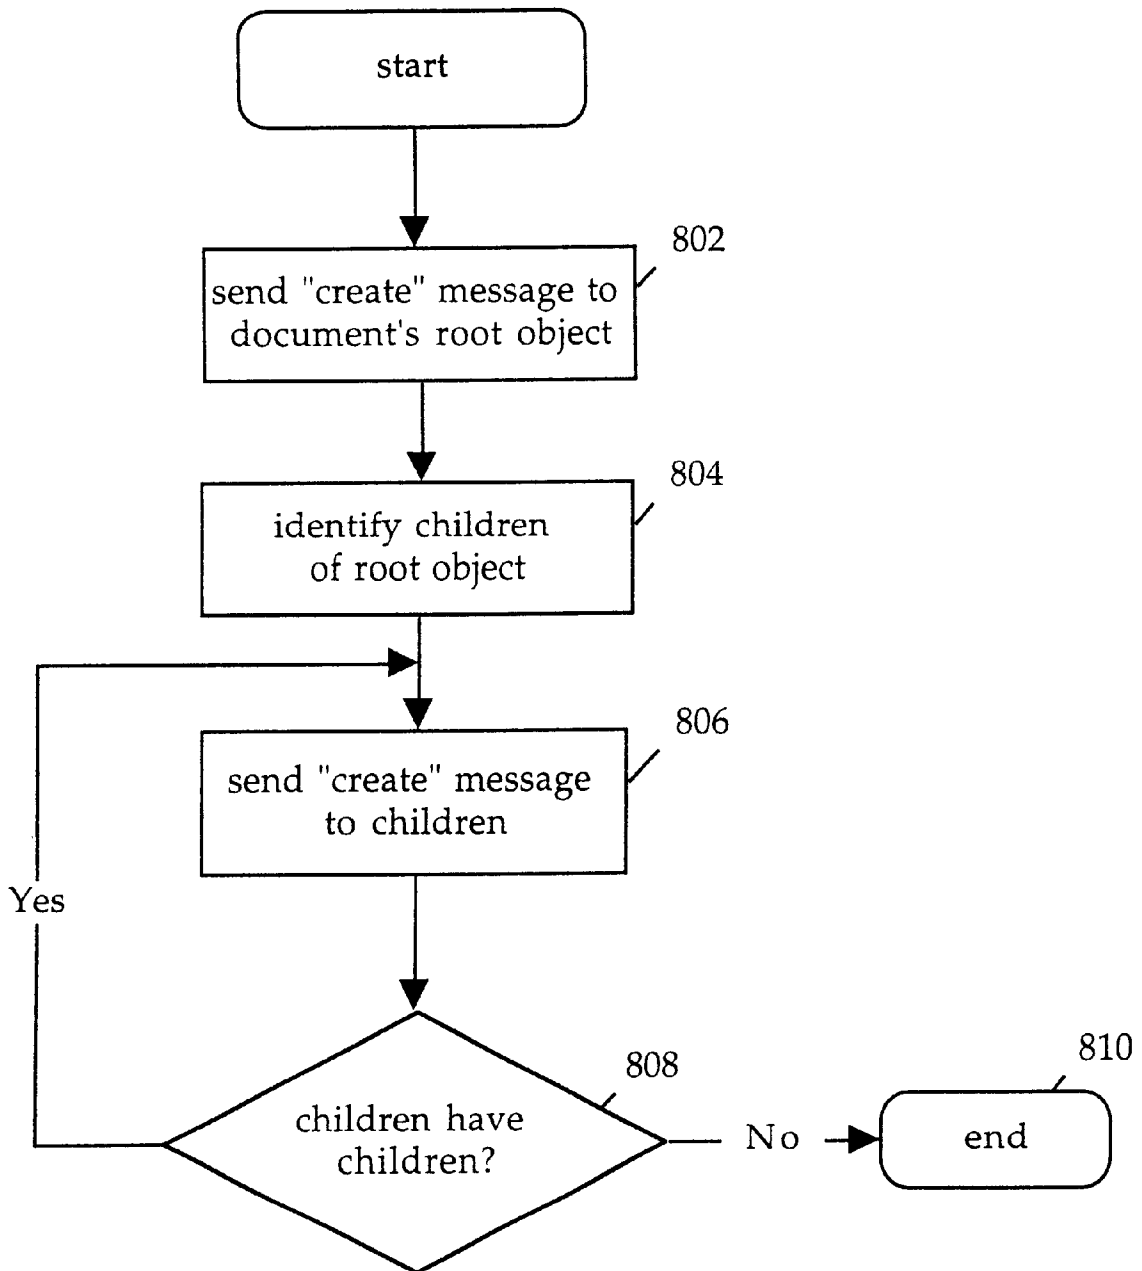 start
802
send "create" message to
document's root object
804
identify children
of root object
806
send "create" message
to children
Yes
808
children have
children?
No
810
end